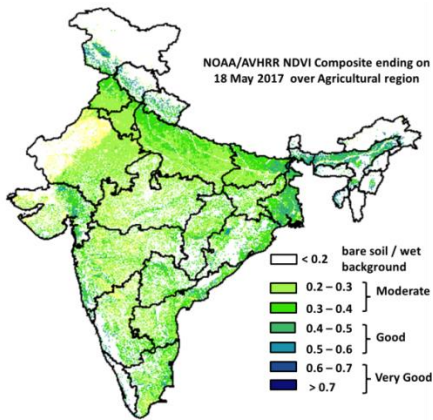 NOAA/AVHRR NDVI Composite ending on
18 May 2017 over Agricultural region
< 0.2 bare soil / wet
background
0.2 – 0.3
Moderate
0.3 – 0.4
0.4 – 0.5
Good
0.5 – 0.6
0.6 – 0.7
Very Good
> 0.7